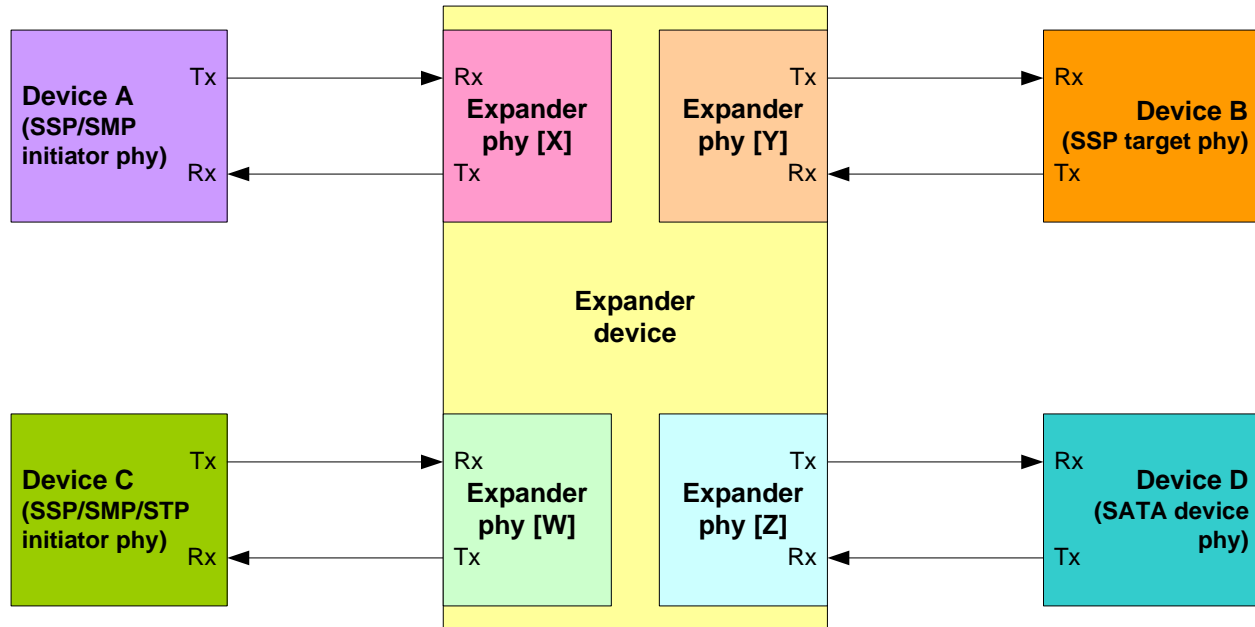 Device A
(SSP/SMP
initiator phy)
Tx
Rx
Rx
Tx
Expander
phy [X]
Expander
phy [Y]
Tx
Rx
Rx
Tx
Device B
(SSP target phy)
Expander
device
Device C
(SSP/SMP/STP
initiator phy)
Tx
Rx
Rx
Tx
Expander
phy [W]
Expander
phy [Z]
Tx
Rx
Rx
Tx
Device D
(SATA device
phy)